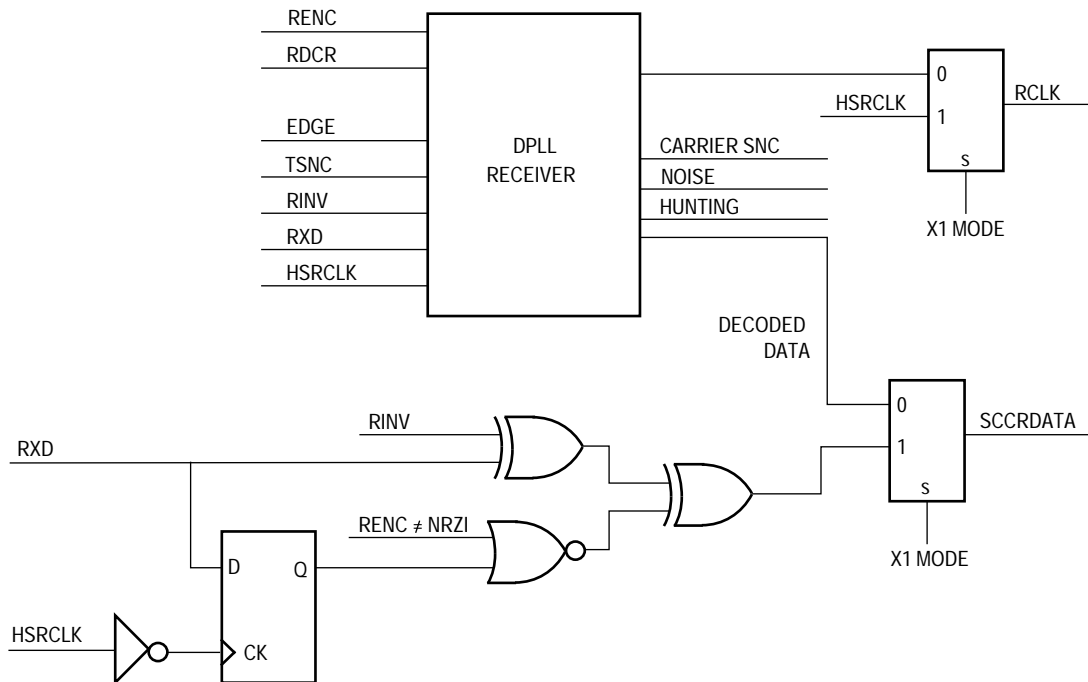 RENC
RDCR
EDGE
TSNC
RINV
RXD
HSRCLK
DPLL
RECEIVER
CARRIER SNC
NOISE
HUNTING
HSRCLK
0
1
S
RCLK
X1 MODE
DECODED
DATA
0
1
S
SCCRDATA
X1 MODE
RINV
RXD
RENC ≠ NRZI
D
Q
CK
HSRCLK